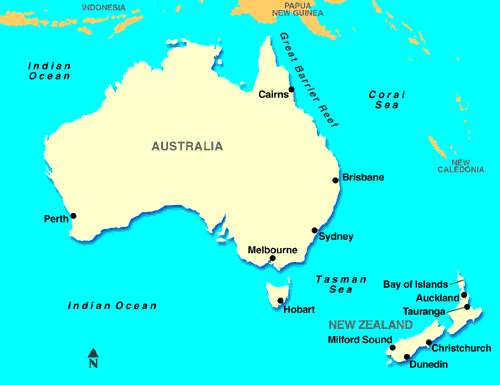 INDONESIA
PAPUA
NEW GUINEA
Indian
Ocean
Great Barrier Reef
Cairns
Coral
Sea
AUSTRALIA
NEW
CALEDONIA
Brisbane
Perth
Sydney
Melbourne
Tasman
Sea
Bay of Islands
Auckland
Tauranga
Indian Ocean
Hobart
NEW ZEALAND
Milford Sound
Christchurch
Dunedin
N